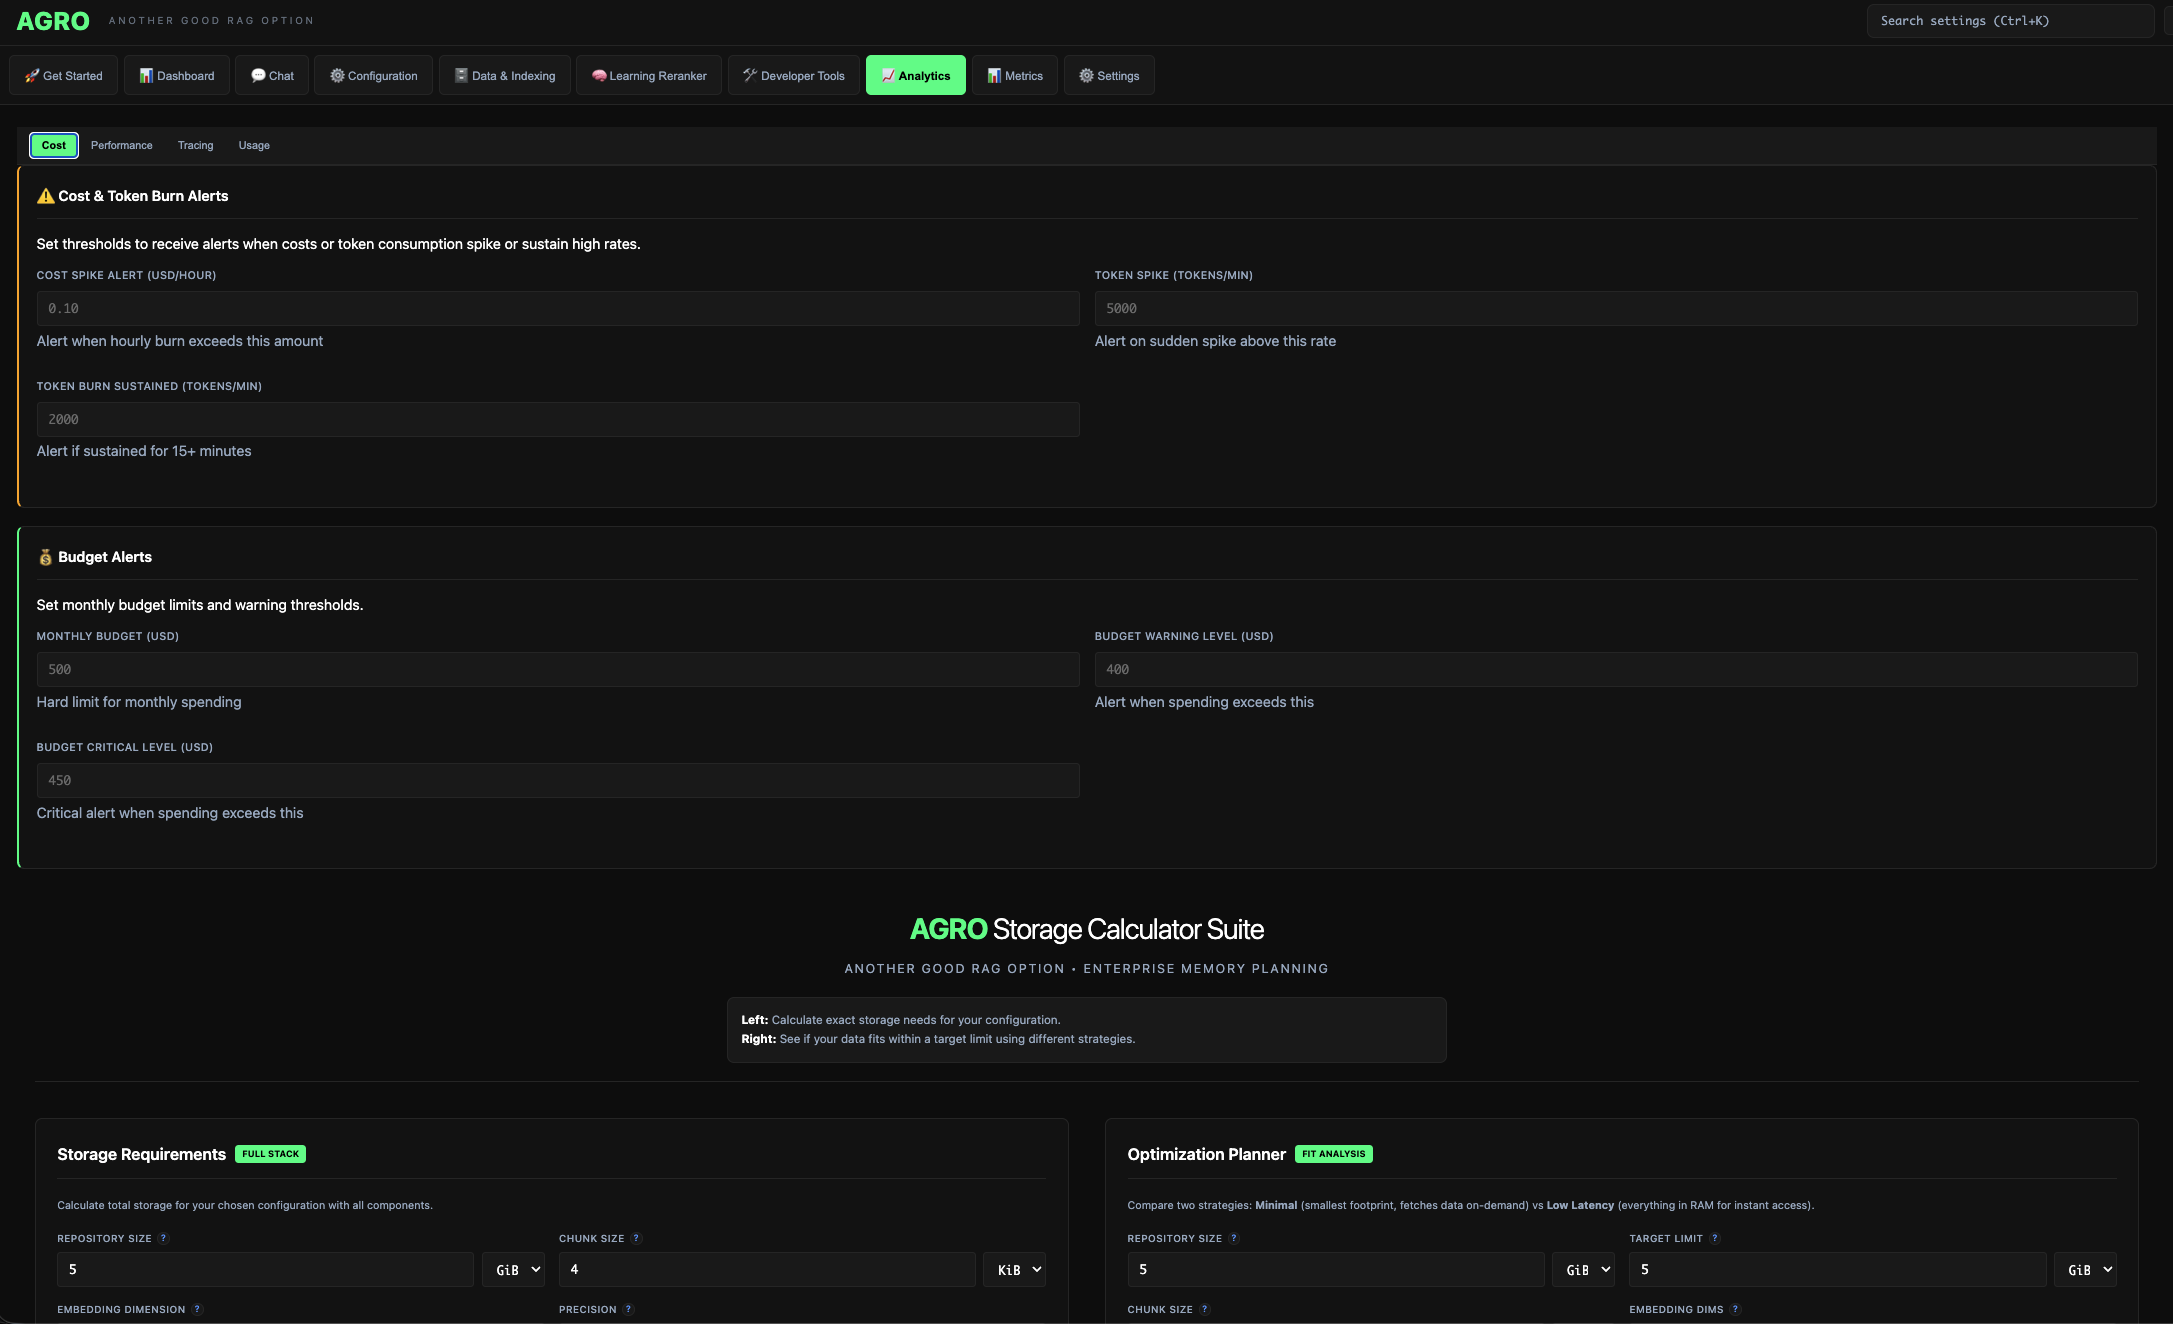 AGRO ANOTHER GOOD RAG OPTION Search settings (Ctrl+K)
Get Started Dashboard Chat Configuration Data & Indexing Learning Reranker Developer Tools Analytics Metrics Settings
Cost Performance Tracing Usage
Cost & Token Burn Alerts
Set thresholds to receive alerts when costs or token consumption spike or sustain high rates.
COST SPIKE ALERT (USD/HOUR) TOKEN SPIKE (TOKENS/MIN)
0.10 5000
Alert when hourly burn exceeds this amount Alert on sudden spike above this rate
TOKEN BURN SUSTAINED (TOKENS/MIN)
2000
Alert if sustained for 15+ minutes
Budget Alerts
Set monthly budget limits and warning thresholds.
MONTHLY BUDGET (USD) BUDGET WARNING LEVEL (USD)
500 400
Hard limit for monthly spending Alert when spending exceeds this
BUDGET CRITICAL LEVEL (USD)
450
Critical alert when spending exceeds this
AGRO Storage Calculator Suite
ANOTHER GOOD RAG OPTION • ENTERPRISE MEMORY PLANNING
Left: Calculate exact storage needs for your configuration.
Right: See if your data fits within a target limit using different strategies.
Storage Requirements FULL STACK
Calculate total storage for your chosen configuration with all components.
REPOSITORY SIZE ? CHUNK SIZE ?
5 GiB 4 KiB
EMBEDDING DIMENSION ? PRECISION ?
Optimization Planner FIT ANALYSIS
Compare two strategies: Minimal (smallest footprint, fetches data on-demand) vs Low Latency (everything in RAM for instant access).
REPOSITORY SIZE ? TARGET LIMIT ?
5 GiB 5 GiB
CHUNK SIZE ? EMBEDDING DIMS ?